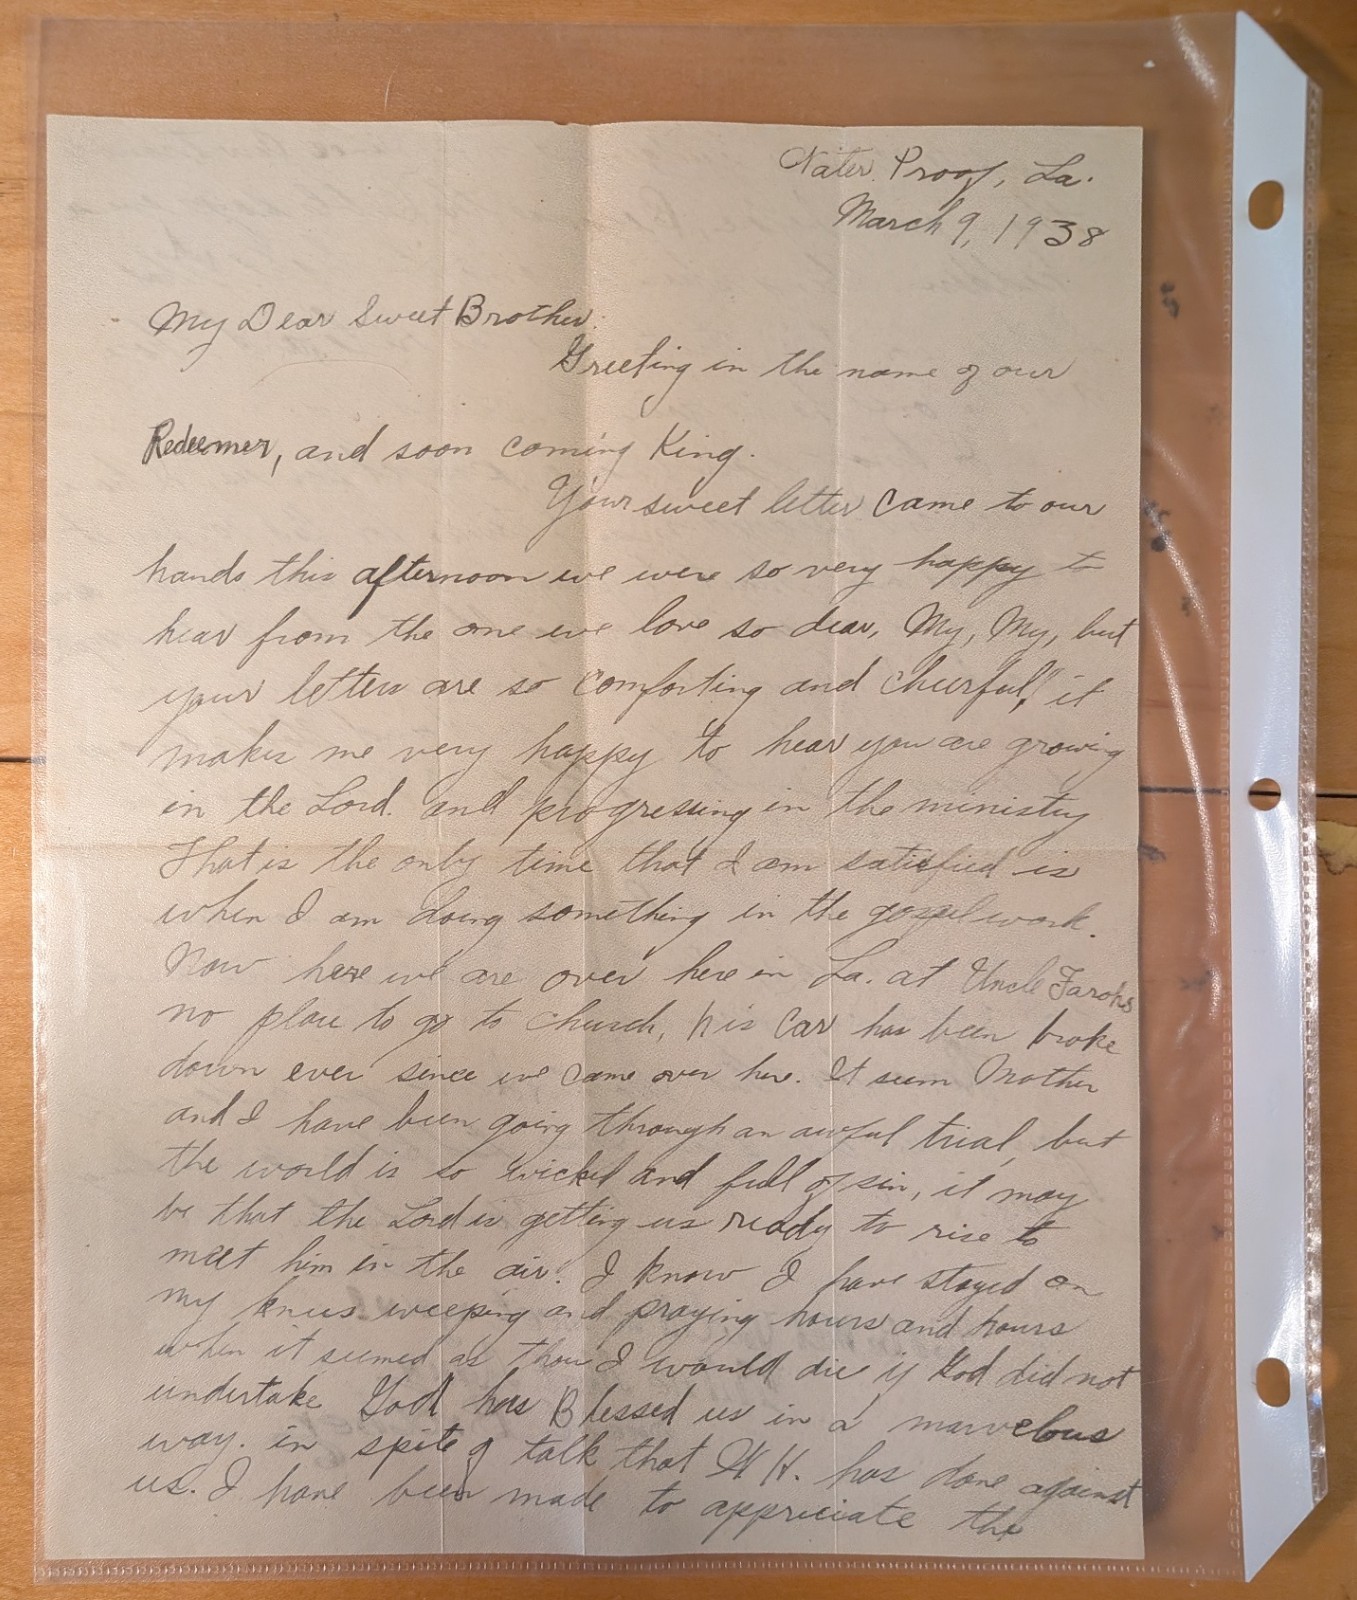 Water Proof, La.
March 9, 1938
My Dear Sweet Brother:
Greeting in the name of our
Redeemer, and soon coming King.
Your sweet letter came to our
hands this afternoon we were so very happy to
hear from the one we love so dear, My, My, but
your letters are so comforting and cheerful, it
makes me very happy to hear you are growing
in the Lord. and progressing in the ministry
That is the only time that I am satisfied is
when I am doing something in the gospel work.
Now here we are over here in La. at Uncle
no place to go to church, his car has been broke
down ever since we came over here. It seem Mother
and I have been going through an awful trial, but
the world is so wicked and full of sin, it may
be that the Lord is getting us ready to rise to
meet him in the air. I know I have stayed on
my knees weeping and praying hours and hours
when it seemed as thou I would die if God did not
undertake God has Blessed us in a marvelous
way. in spite of talk that H. has done against
us. I have been made to appriciate the